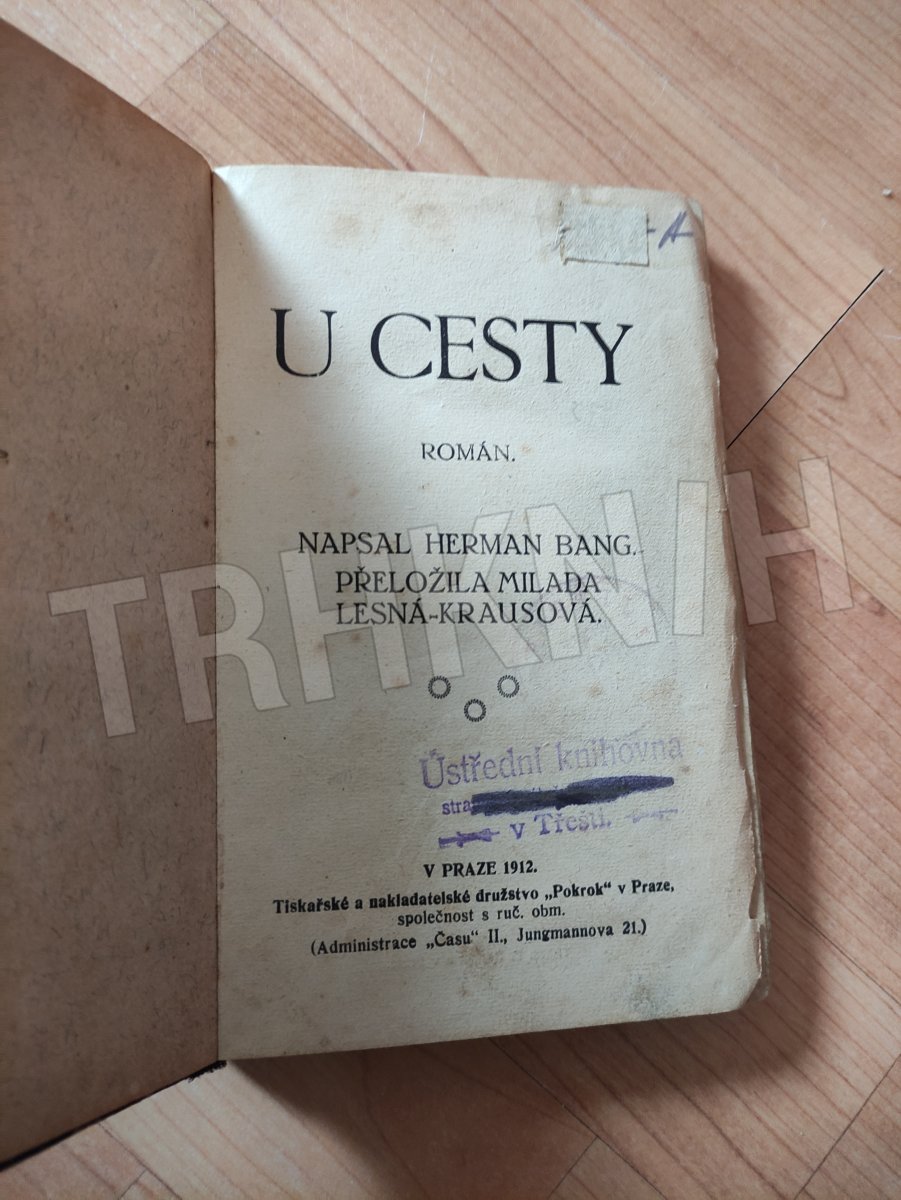 -A
U CESTY
ROMÁN.
NAPSAL HERMAN BANG.
PŘELOŽILA MILADA
LESNÁ-KRAUSOVÁ.
TRHKNIH
Ústřední knihovna
v Třešti.
V PRAZE 1912.
Tiskařské a nakladatelské družstvo „Pokrok“ v Praze,
společnost s ruč. obm.
(Administrace „Času“ II., Jungmannova 21.)